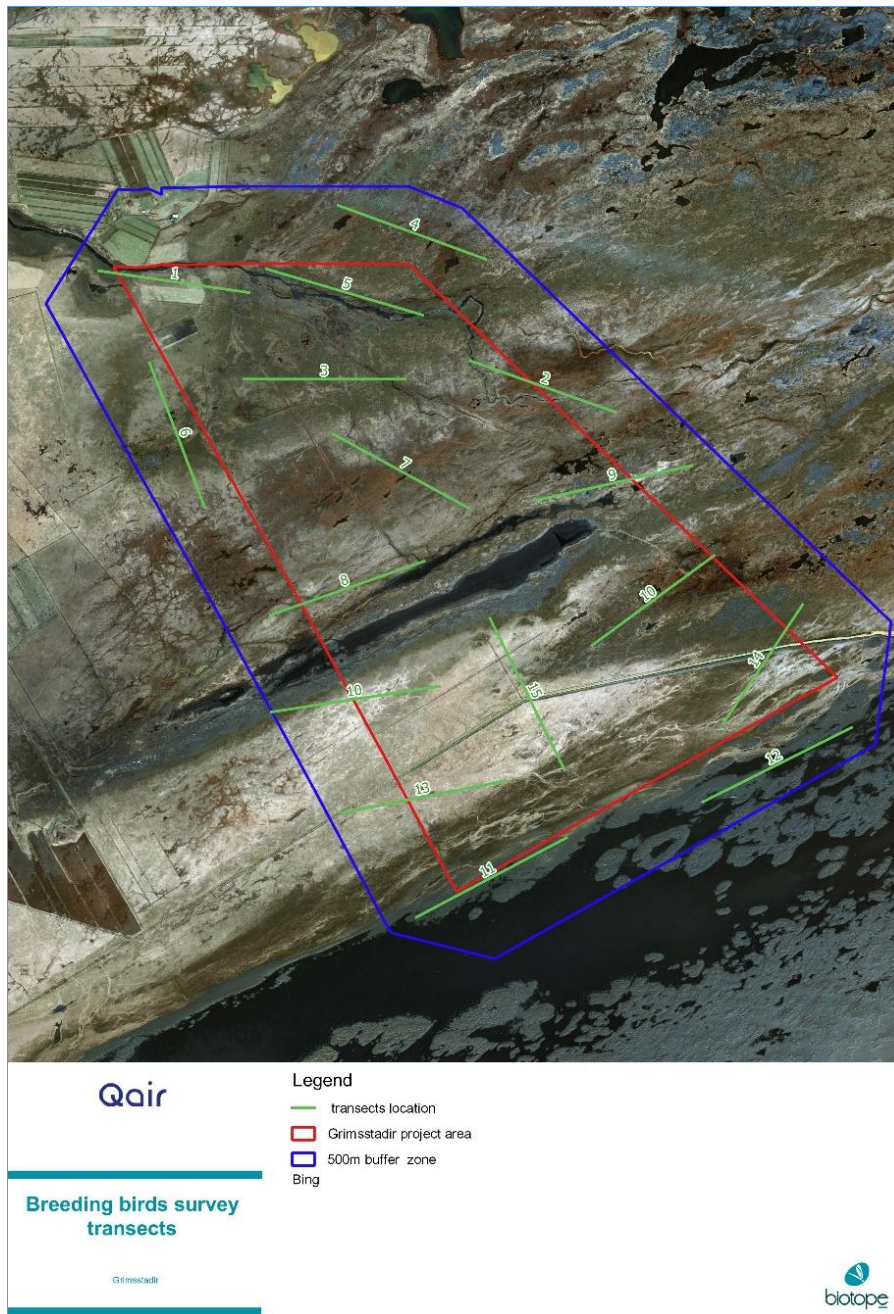 4
1
5
3
2
6
7
9
8
10
14
10
15
12
13
11
Qair
Legend
transects location
Grimsstadir project area
500m buffer zone
Bing
Breeding birds survey
transects
Grimsstadir
biotope